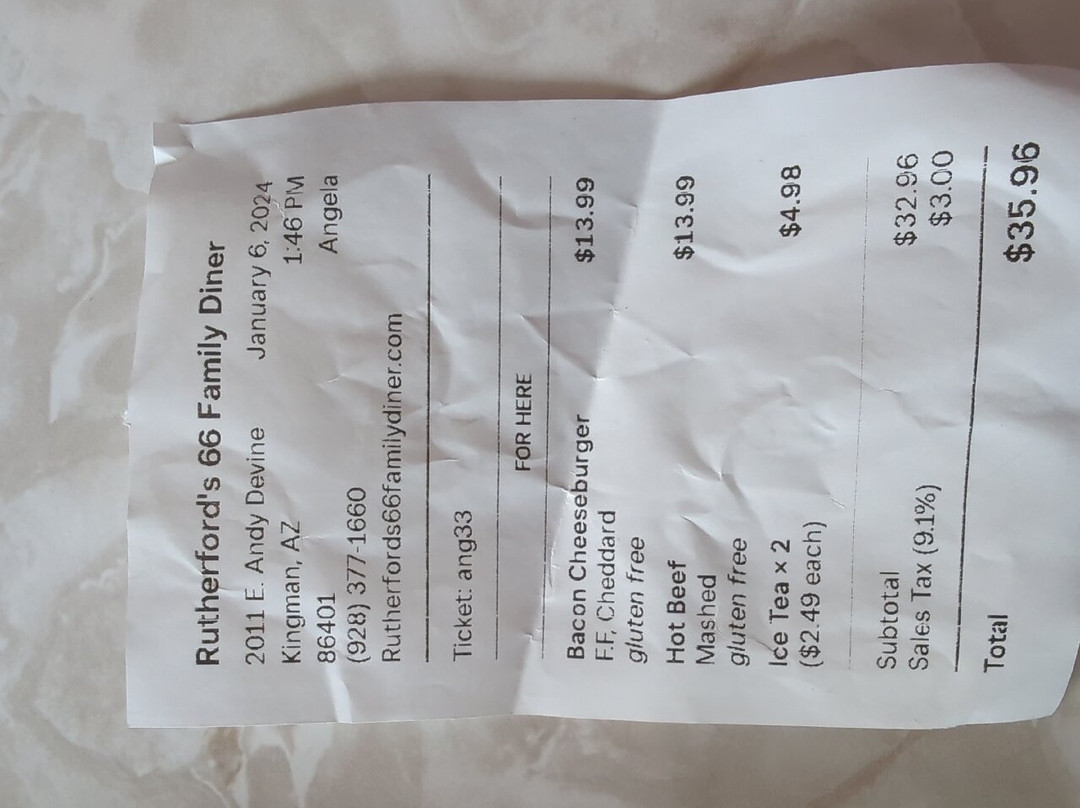 Rutherford's 66 Family Diner
2011 E. Andy Devine January 6, 2024
Kingman, AZ 1:46 PM
86401 Angela
(928) 377-1660
Rutherfords66familydiner.com
Ticket: ang33
FOR HERE
Bacon Cheeseburger $13.99
F.F, Cheddard
gluten free
Hot Beef $13.99
Mashed
gluten free
Ice Tea x 2 $4.98
($2.49 each)
Subtotal $32.96
Sales Tax (9.1%) $3.00
Total $35.96